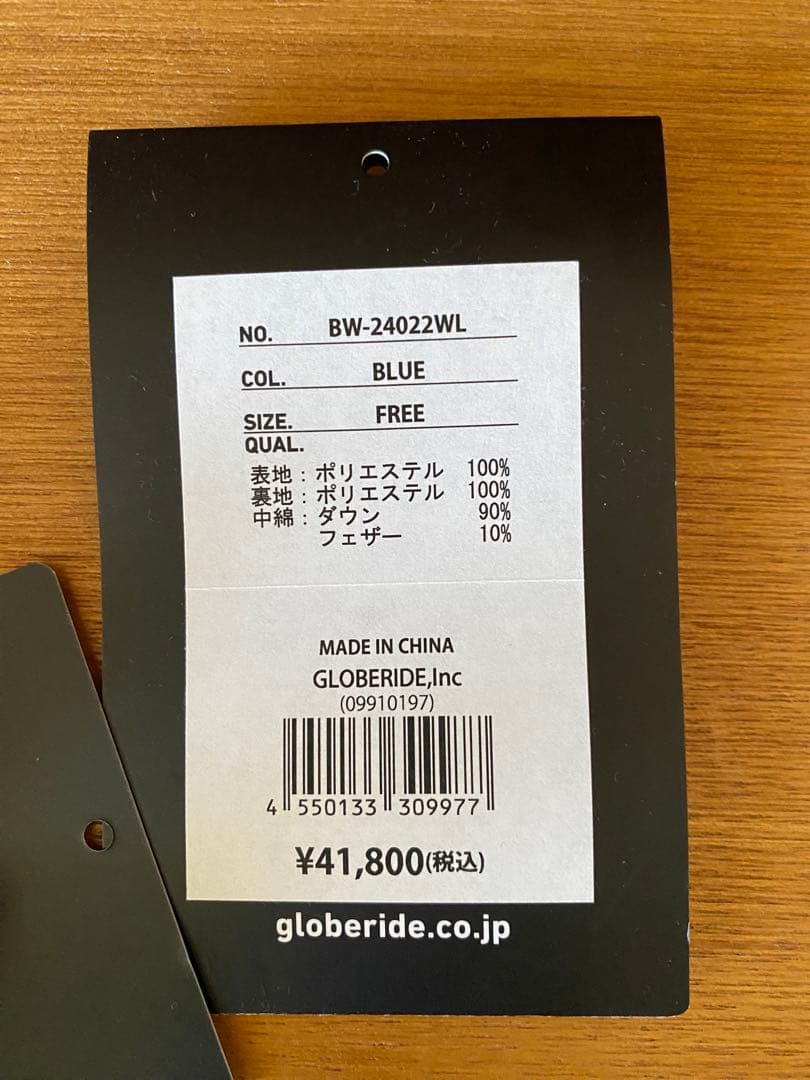 NO. BW-24022WL
COL. BLUE
SIZE. FREE
QUAL.
表地：ポリエステル 100%
裏地：ポリエステル 100%
中綿：ダウン 90%
フェザー 10%
MADE IN CHINA
GLOBERIDE,Inc
(09910197)
4 550133 309977
¥41,800(税込)
globeride.co.jp